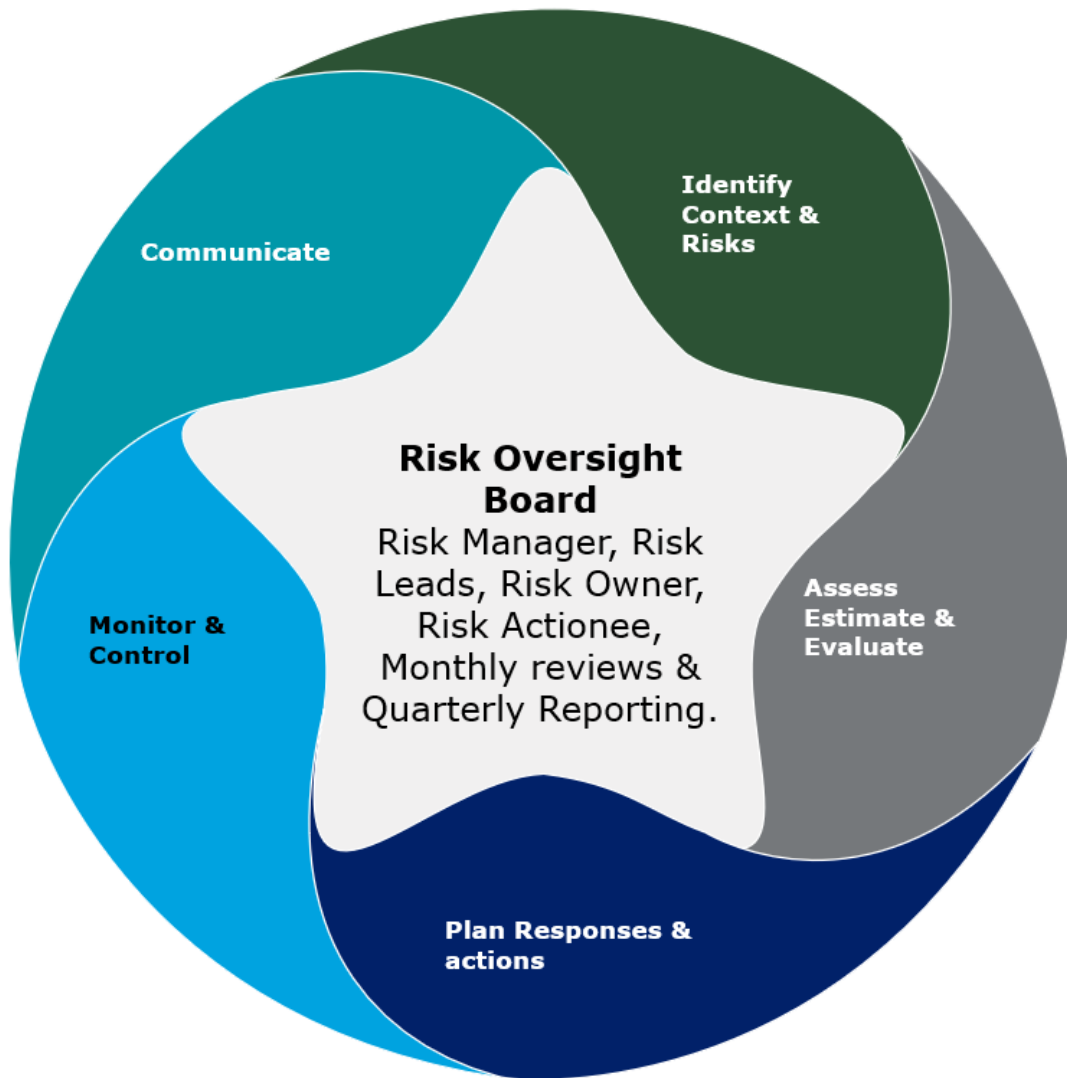 Identify
Context &
Risks
Communicate
Risk Oversight
Board
Risk Manager, Risk
Leads, Risk Owner,
Risk Actionee,
Monthly reviews &
Quarterly Reporting.
Assess
Estimate &
Evaluate
Monitor &
Control
Plan Responses &
actions